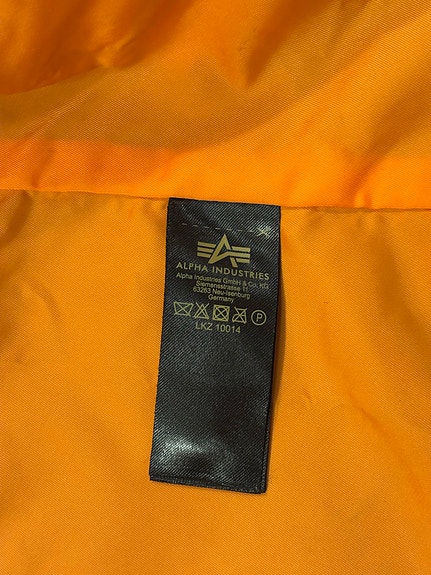 ALPHA INDUSTRIES
Alpha Industries GmbH & Co. KG
Siemensstrasse 11
63263 Neu-Isenburg
Germany
P
LKZ 10014